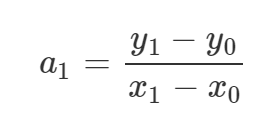 a₁ = (y₁ − y₀) / (x₁ − x₀)